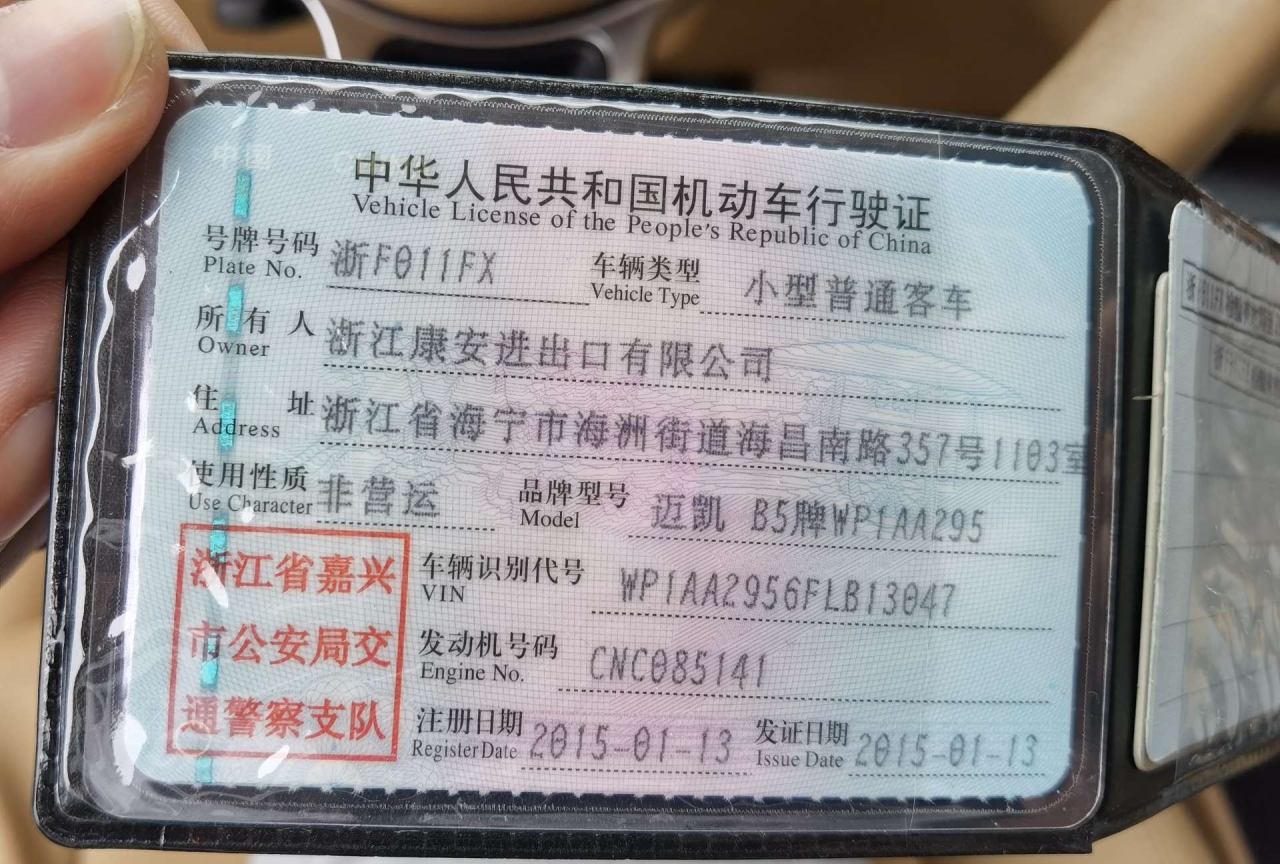 中华人民共和国机动车行驶证
Vehicle License of the People's Republic of China
号牌号码 浙F011FX 车辆类型 小型普通客车
Plate No. Vehicle Type
所有人 浙江康安进出口有限公司
Owner
住址 浙江省海宁市海洲街道海昌南路357号1103室
Address
使用性质 非营运 品牌型号 迈凯 B5牌WP1AA295
Use Character Model
浙江省嘉兴
市公安局交
通警察支队
车辆识别代号 WP1AA2956FLB13047
VIN
发动机号码 CNC085141
Engine No.
注册日期 2015-01-13 发证日期 2015-01-13
Register Date Issue Date